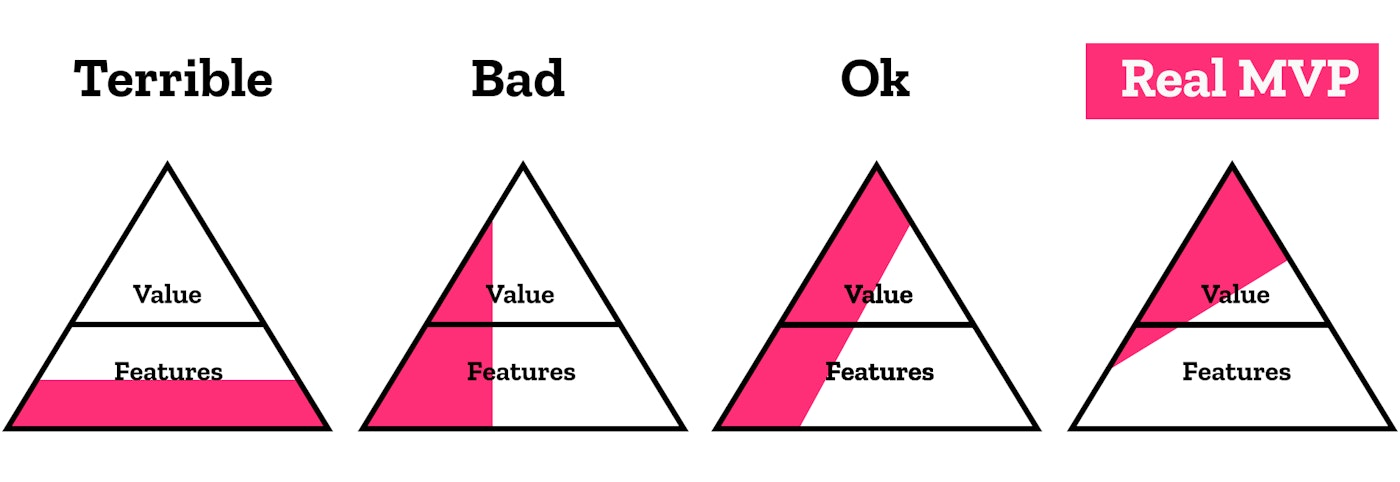 Terrible
Bad
Ok
Real MVP
Value
Features
Value
Features
Value
Features
Value
Features